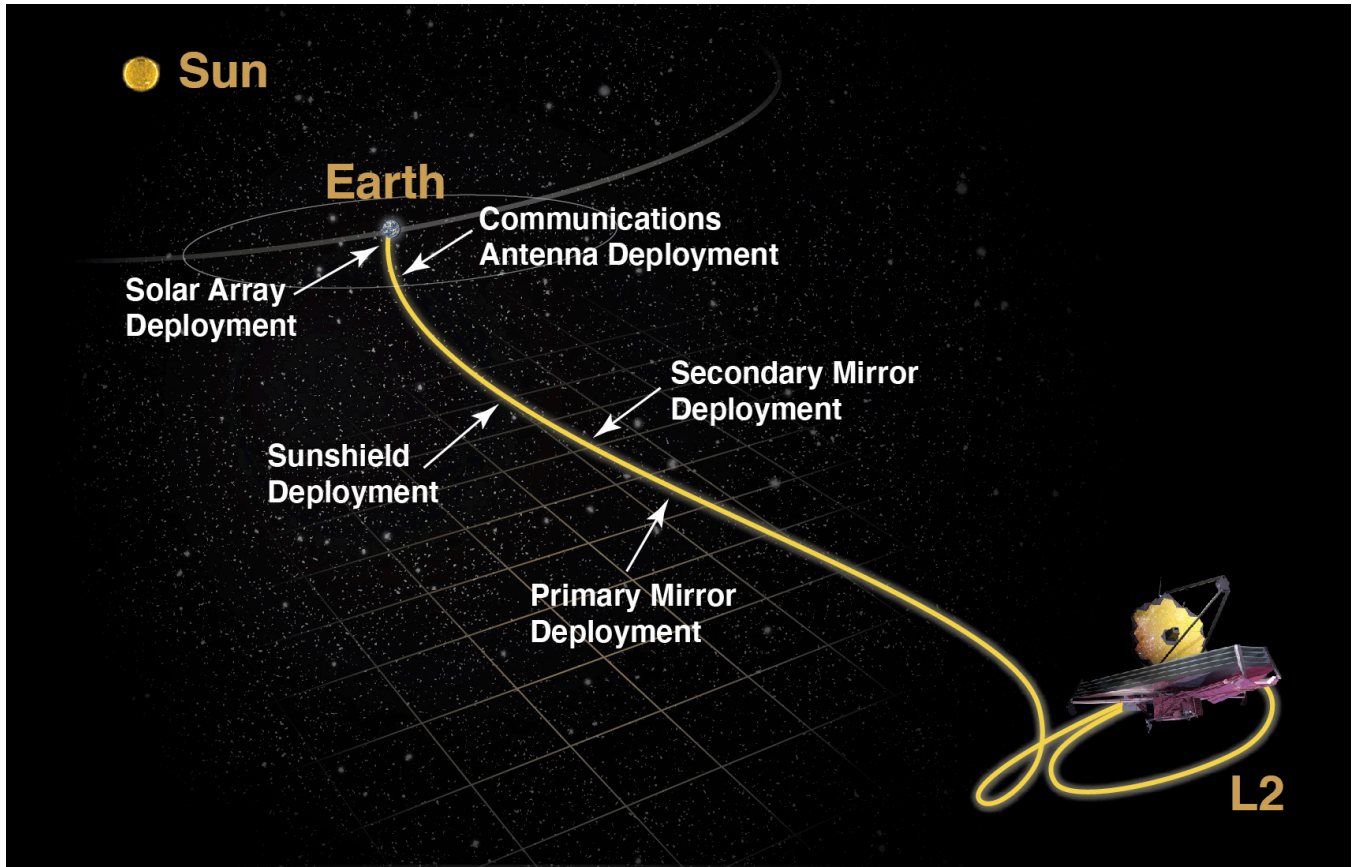 Sun
Earth
Communications
Antenna Deployment
Solar Array
Deployment
Secondary Mirror
Deployment
Sunshield
Deployment
Primary Mirror
Deployment
L2